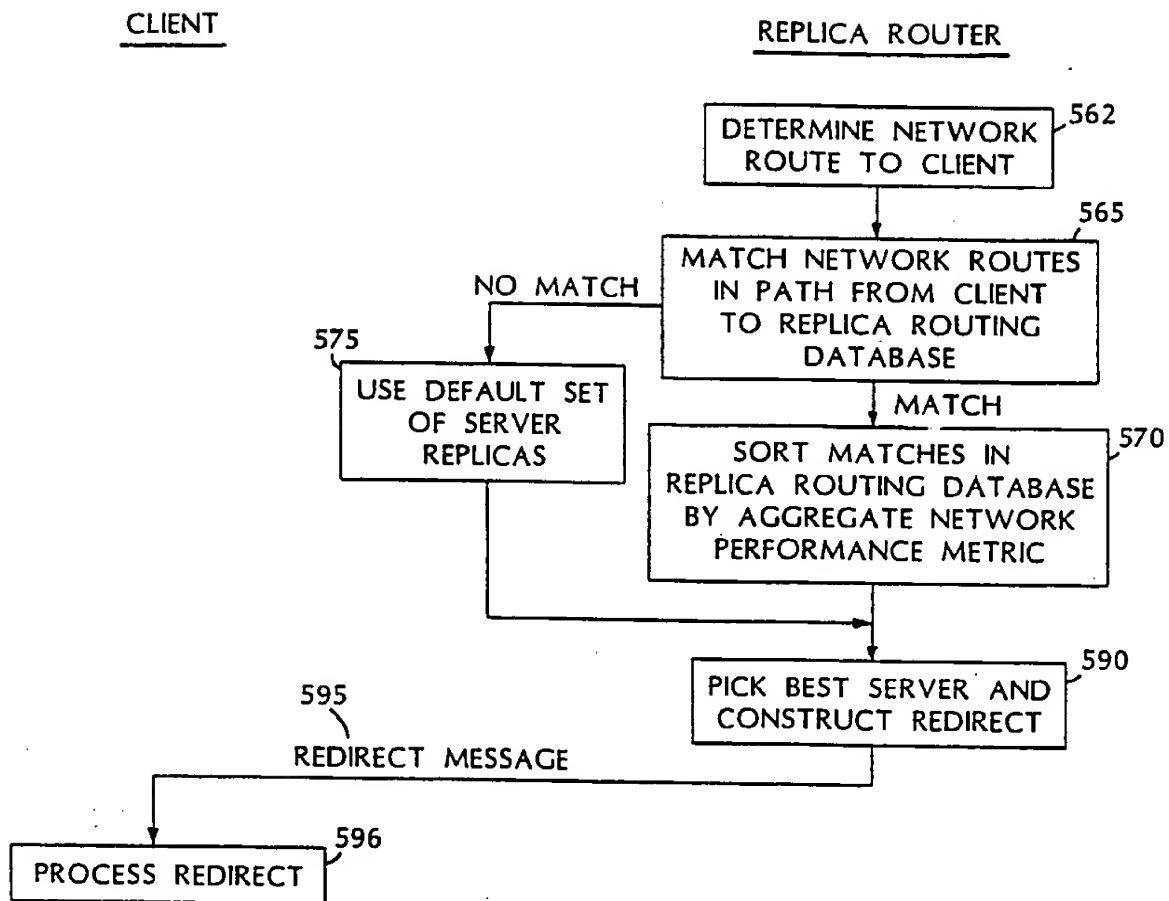 CLIENT
REPLICA ROUTER
562
DETERMINE NETWORK
ROUTE TO CLIENT
565
MATCH NETWORK ROUTES
IN PATH FROM CLIENT
TO REPLICA ROUTING
DATABASE
NO MATCH
575
USE DEFAULT SET
OF SERVER
REPLICAS
MATCH
570
SORT MATCHES IN
REPLICA ROUTING DATABASE
BY AGGREGATE NETWORK
PERFORMANCE METRIC
590
PICK BEST SERVER AND
CONSTRUCT REDIRECT
595
REDIRECT MESSAGE
596
PROCESS REDIRECT